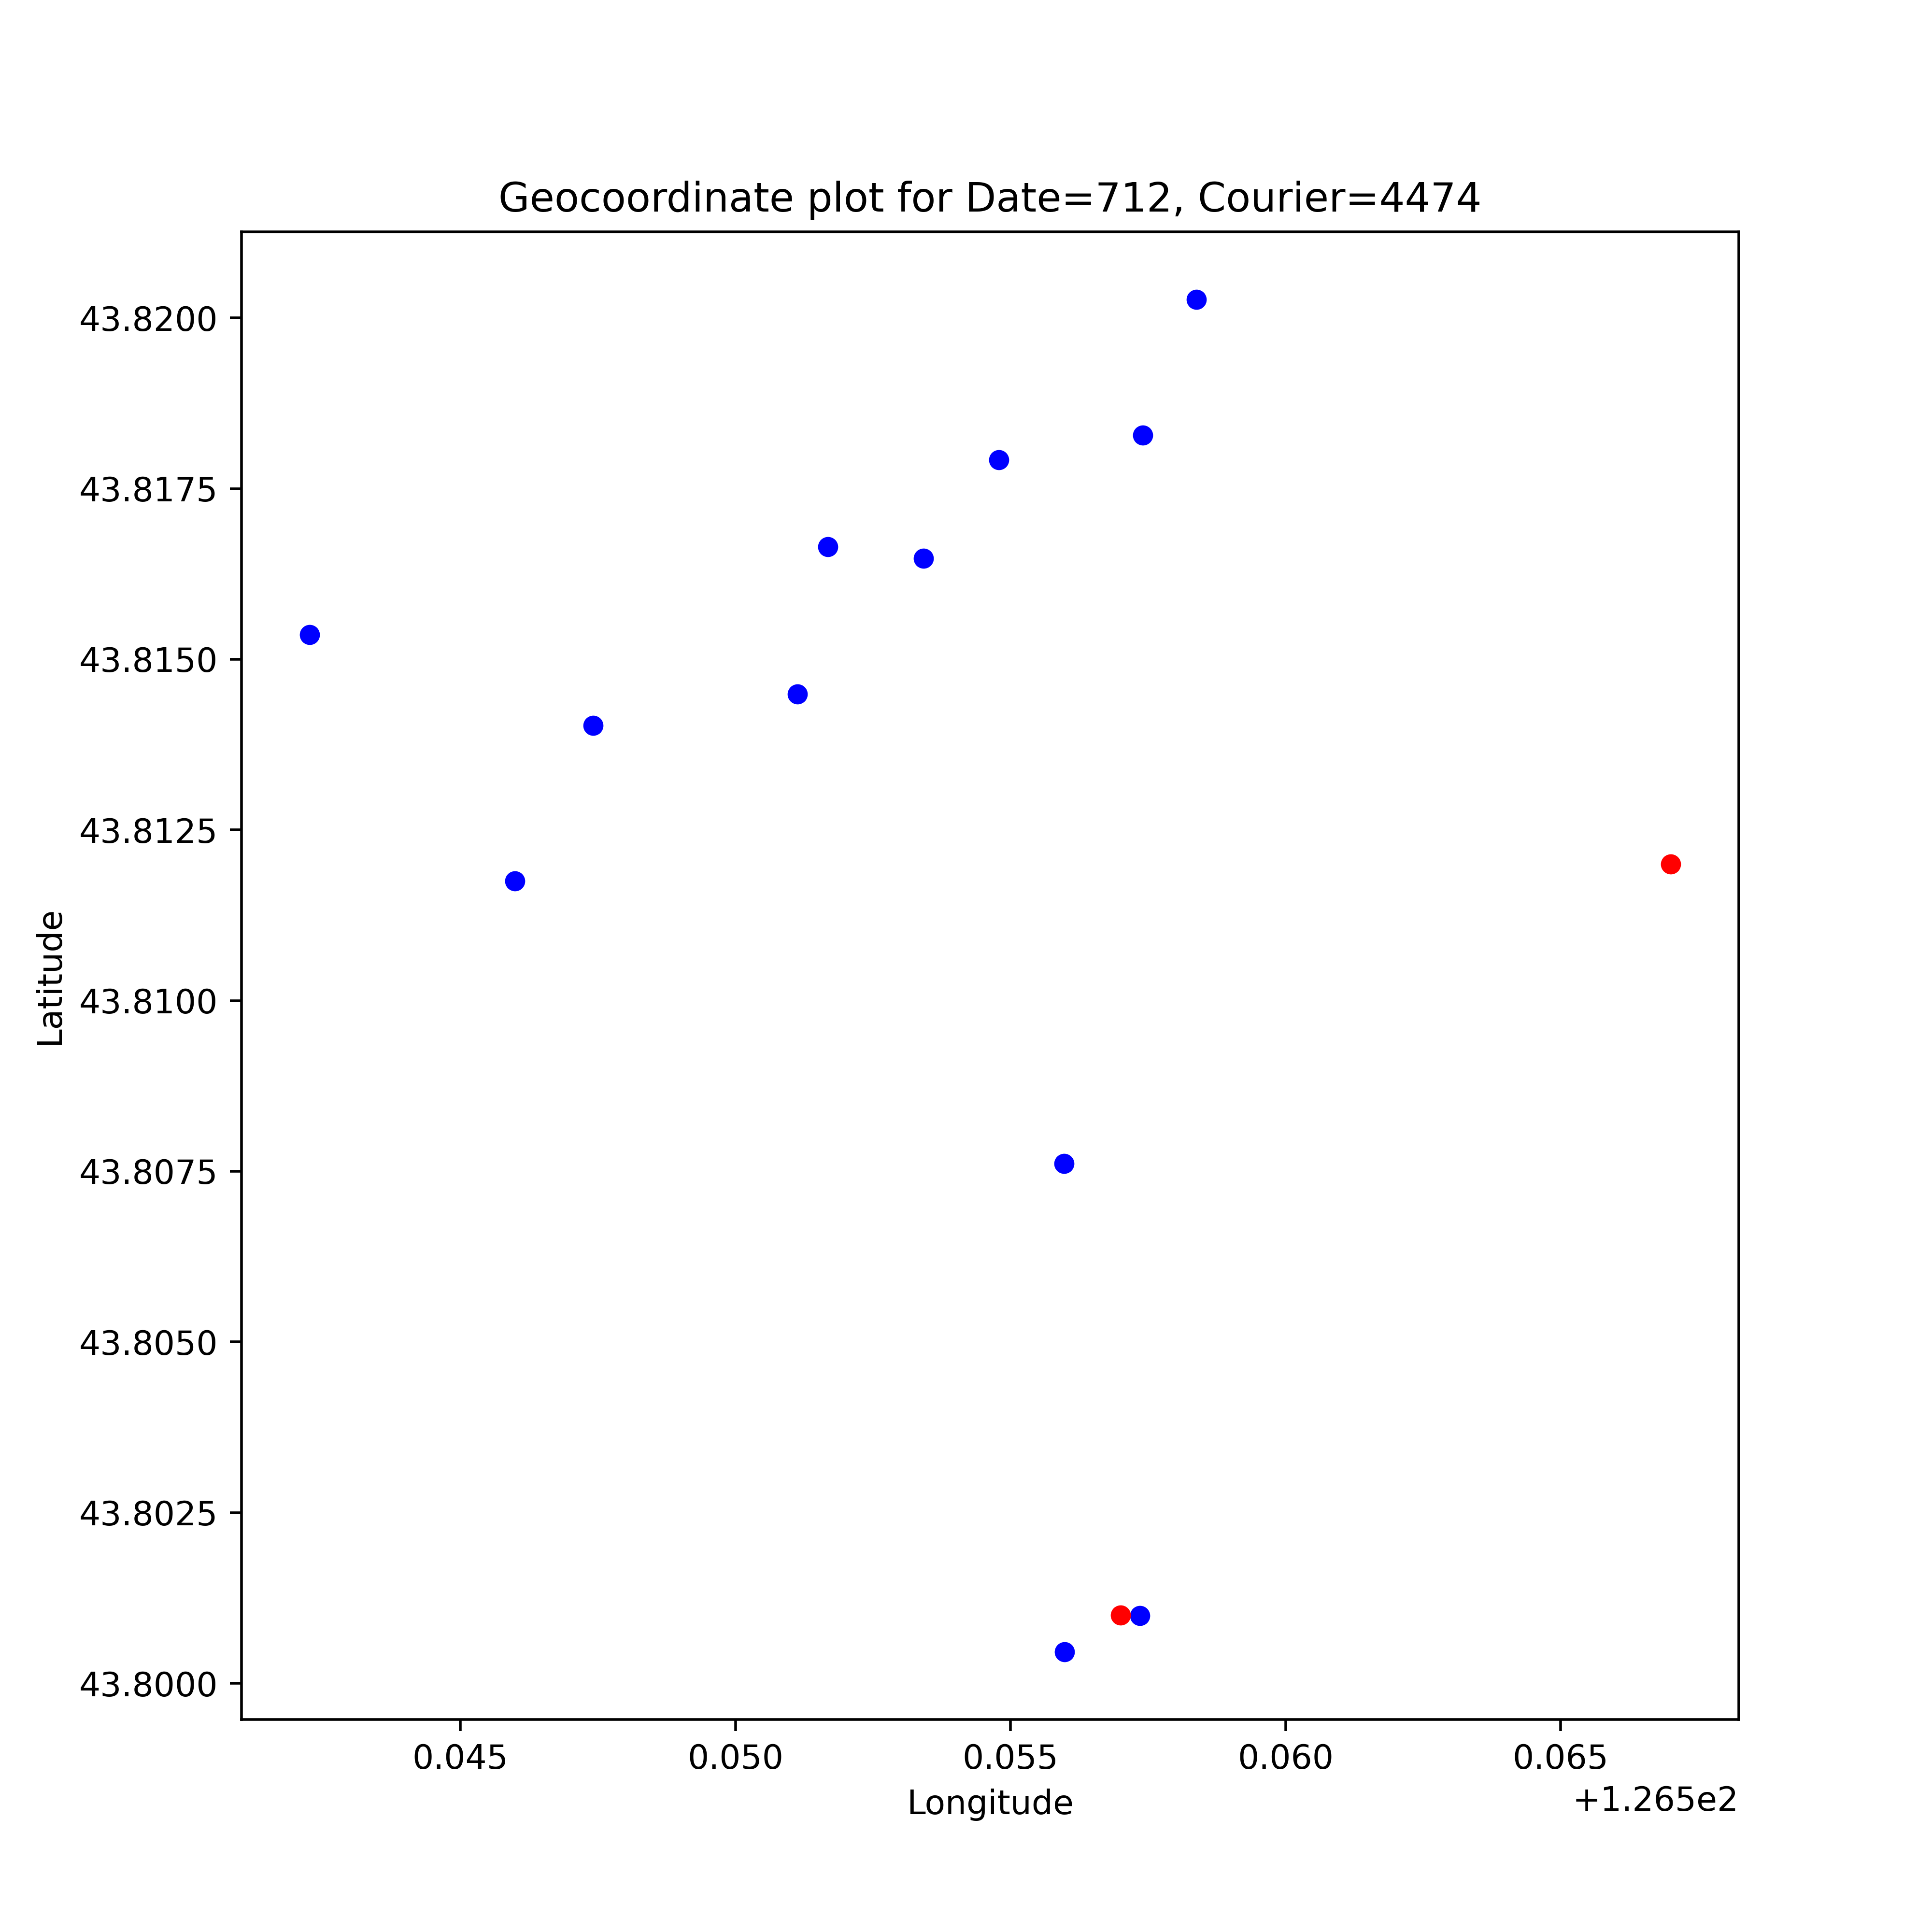 Geocoordinate plot for Date=712, Courier=4474
43.8200
43.8175
43.8150
43.8125
43.8100
43.8075
43.8050
43.8025
43.8000
Latitude
0.045 0.050 0.055 0.060 0.065
Longitude
+1.265e2